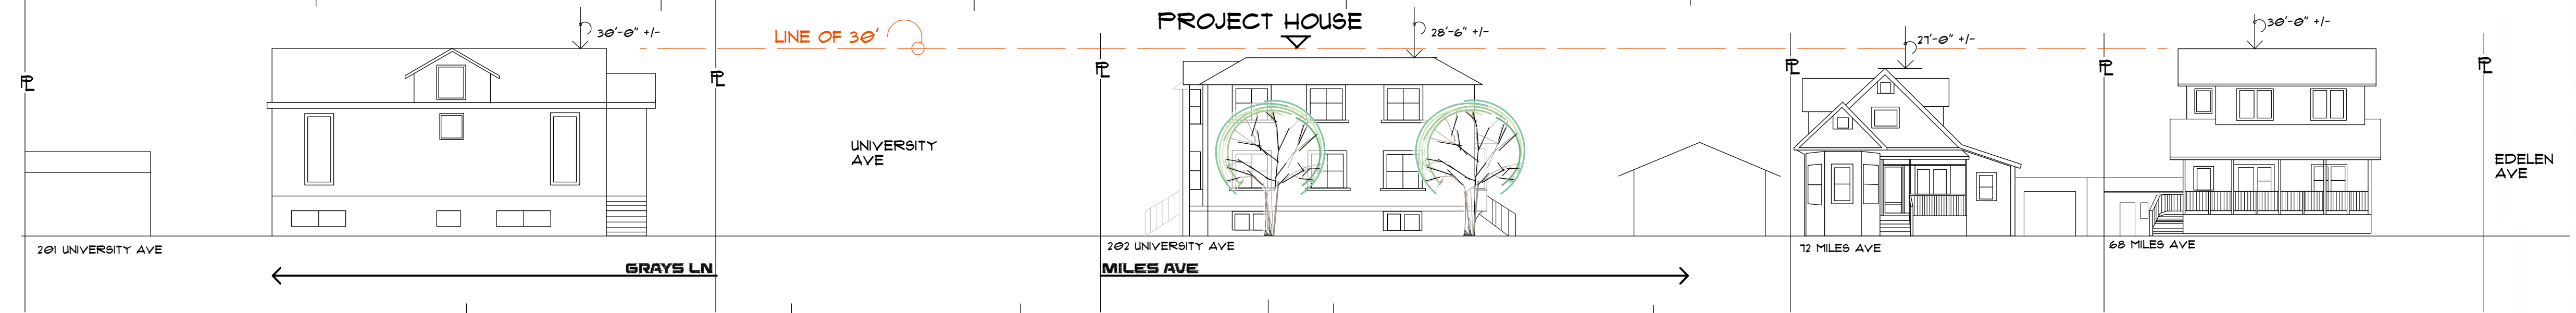 PROJECT HOUSE
LINE OF 30'
30'-0" +/-
28'-6" +/-
27'-0" +/-
30'-0" +/-
PL
PL
PL
PL
PL
PL
UNIVERSITY
AVE
EDELEN
AVE
201 UNIVERSITY AVE
202 UNIVERSITY AVE
72 MILES AVE
68 MILES AVE
GRAYS LN
MILES AVE